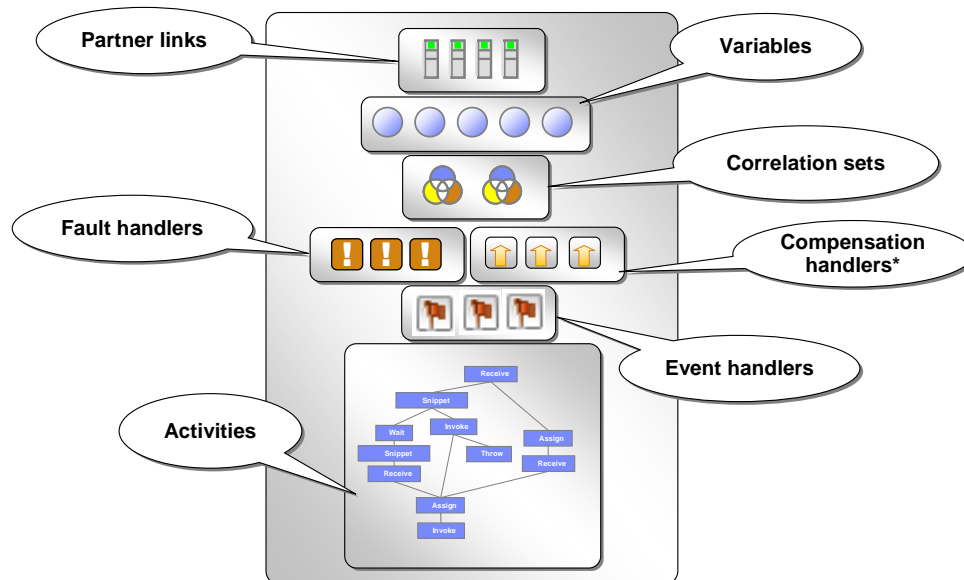 Partner links
Variables
Correlation sets
Fault handlers
Compensation
handlers*
Event handlers
Activities
Receive
Snippet
Wait
Invoke
Assign
Snippet
Throw
Receive
Receive
Assign
Invoke